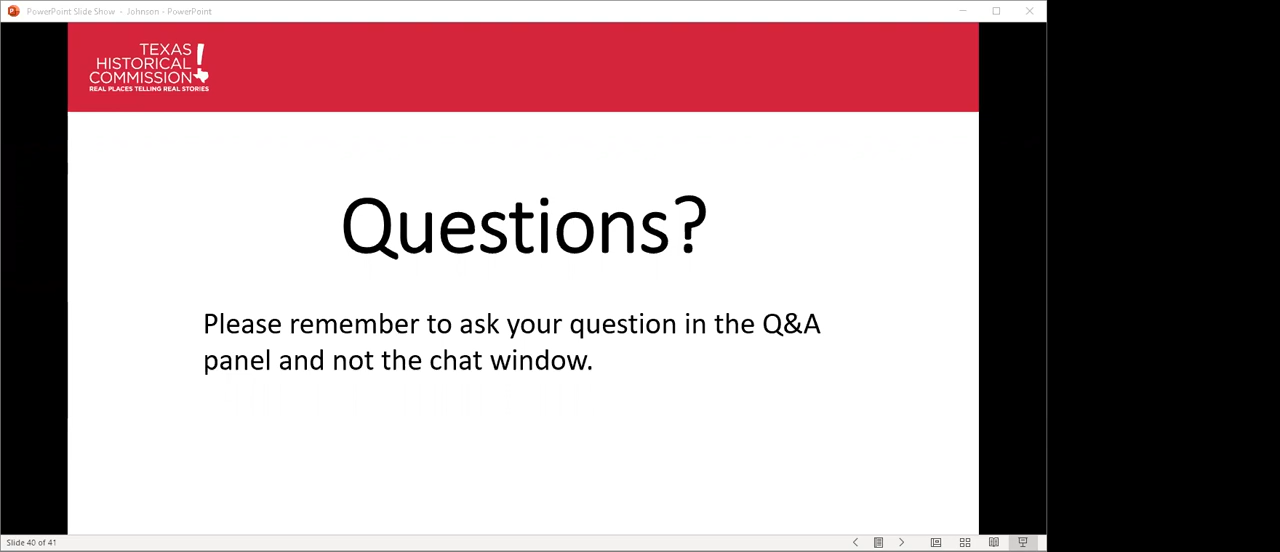 PowerPoint Slide Show - Johnson - PowerPoint
TEXAS
HISTORICAL
COMMISSION
REAL PLACES TELLING REAL STORIES
Questions?
Please remember to ask your question in the Q&A
panel and not the chat window.
Slide 40 of 41